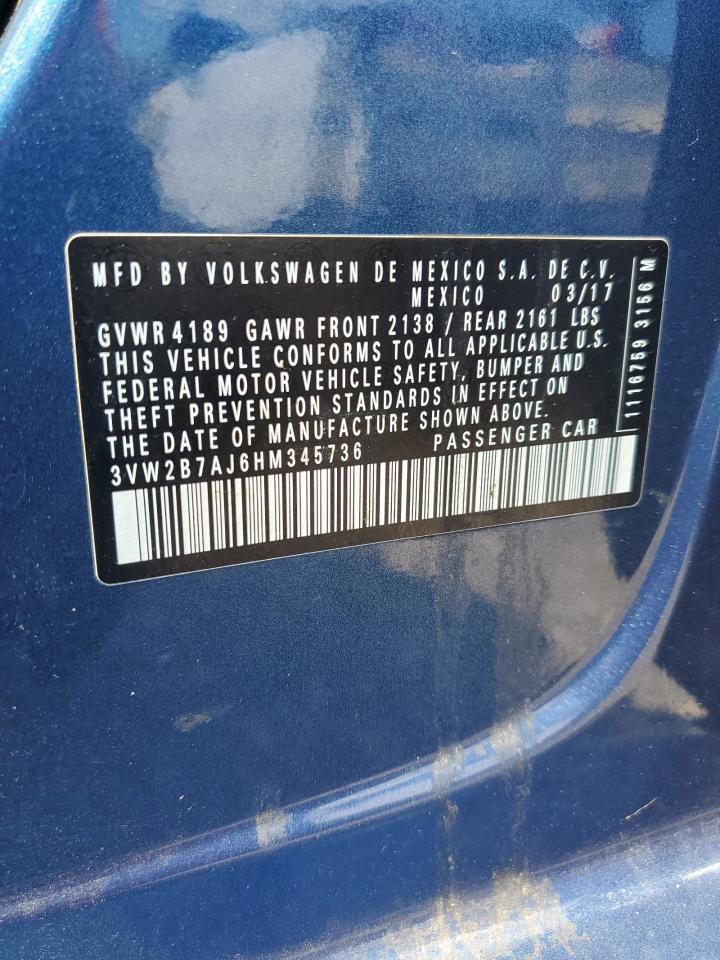 MFD BY VOLKSWAGEN DE MEXICO S.A. DE C.V.
MEXICO 03/17
GVWR 4189 GAWR FRONT 2138 / REAR 2161 LBS
THIS VEHICLE CONFORMS TO ALL APPLICABLE U.S.
FEDERAL MOTOR VEHICLE SAFETY, BUMPER AND
THEFT PREVENTION STANDARDS IN EFFECT ON
THE DATE OF MANUFACTURE SHOWN ABOVE.
3VW2B7AJ6HM345736 PASSENGER CAR
1116759 3156 M